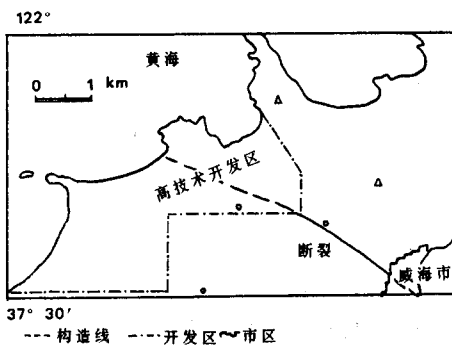 122°
黄海
0 1 km
高技术开发区
断裂
威海市
37° 30′
构造线 开发区 市区